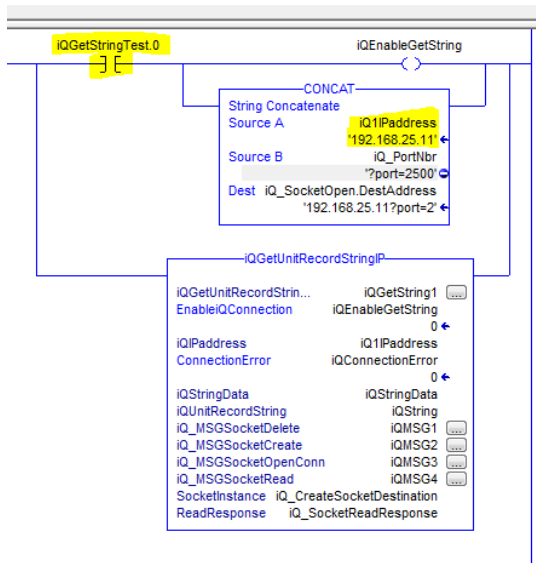 iQGetStringTest.0 iQEnableGetString
CONCAT
String Concatenate
Source A iQ1IPaddress
'192.168.25.11'
Source B iQ_PortNbr
'?port=2500'
Dest iQ_SocketOpen.DestAddress
'192.168.25.11?port=2'
iQGetUnitRecordStringIP
iQGetUnitRecordStrin... iQGetString1 ...
EnableiQConnection iQEnableGetString
0
iQIPaddress iQ1IPaddress
ConnectionError iQConnectionError
0
iQStringData iQStringData
iQUnitRecordString iQString
iQ_MSGSocketDelete iQMSG1 ...
iQ_MSGSocketCreate iQMSG2 ...
iQ_MSGSocketOpenConn iQMSG3 ...
iQ_MSGSocketRead iQMSG4 ...
SocketInstance iQ_CreateSocketDestination
ReadResponse iQ_SocketReadResponse